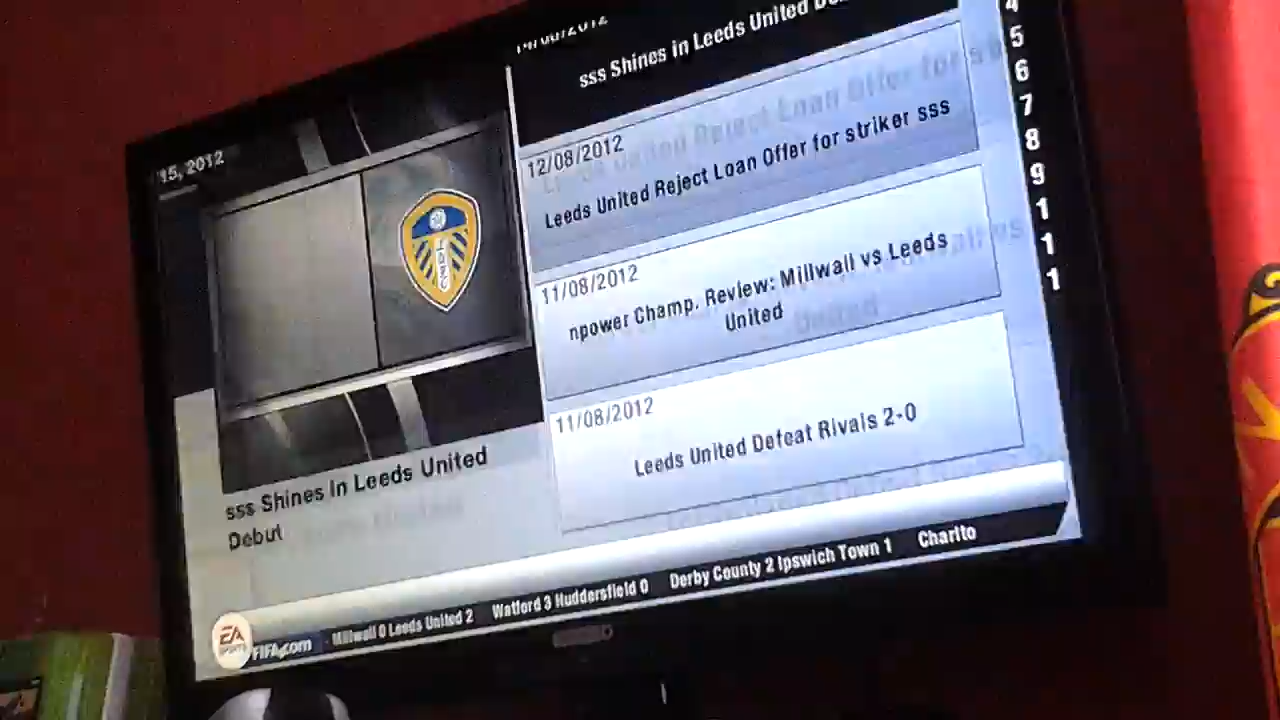 15, 2012
sss Shines in Leeds United
Debut
sss Shines in Leeds United
12/08/2012
Leeds United Reject Loan Offer for striker sss
11/08/2012
npower Champ. Review: Millwall vs Leeds
United
11/08/2012
Leeds United Defeat Rivals 2-0
4
5
6
7
8
9
1
1
1
EA
SPORTS
FIFA.com
Millwall 0 Leeds United 2 Watford 3 Huddersfield 0 Derby County 2 Ipswich Town 1 Charlto